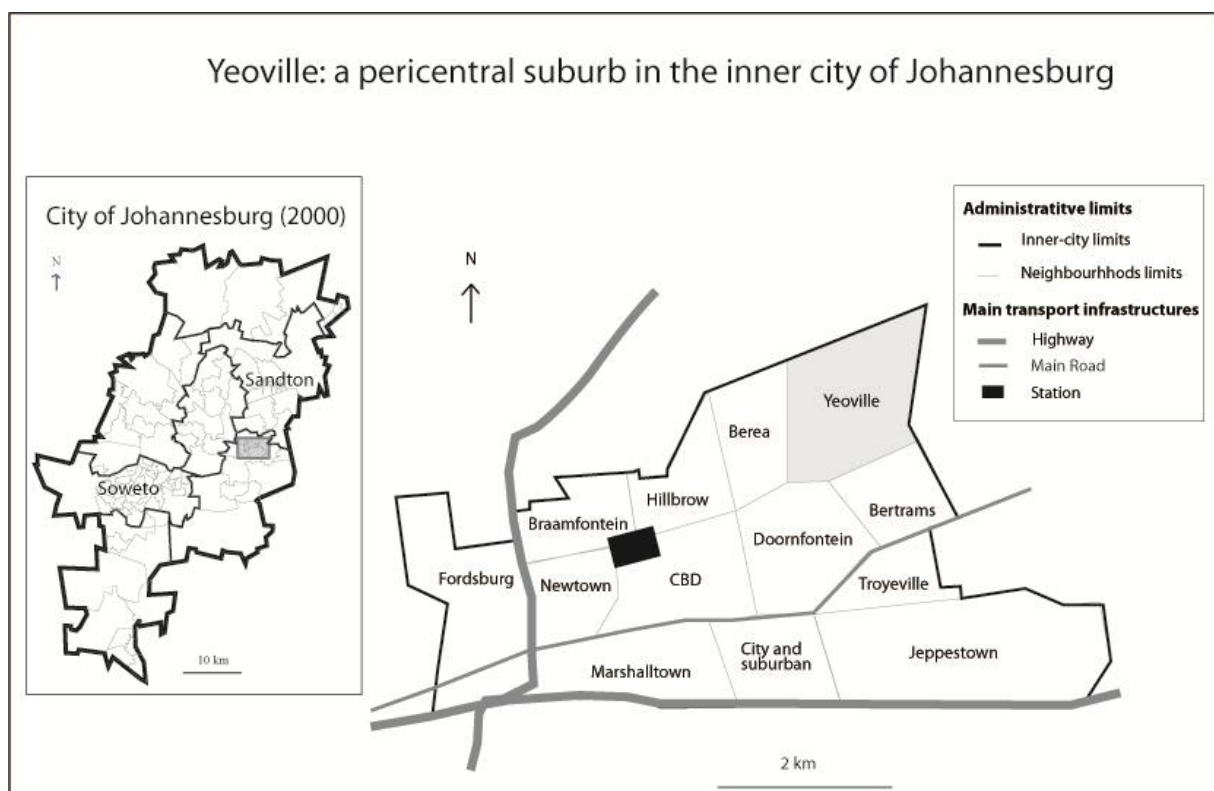 Yeoville: a pericentral suburb in the inner city of Johannesburg
City of Johannesburg (2000)
N
Sandton
Soweto
10 km
N
Administratitve limits
Inner-city limits
Neighbourhhods limits
Main transport infrastructures
Highway
Main Road
Station
Yeoville
Berea
Hillbrow
Braamfontein
Bertrams
Doornfontein
Fordsburg
Newtown
CBD
Troyeville
Marshalltown
City and
suburban
Jeppestown
2 km